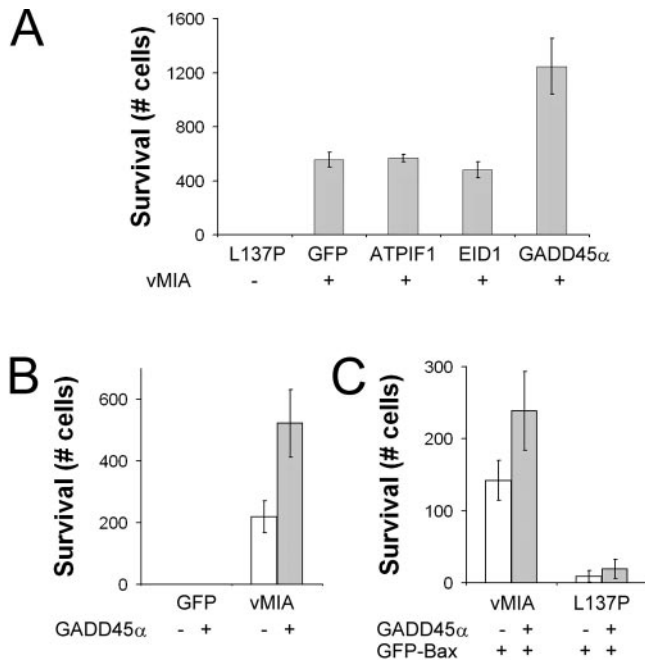 A
Survival (# cells)
1600
1200
800
400
0
L137P GFP ATPIF1 EID1 GADD45α
vMIA - + + + +
B
Survival (# cells)
600
400
200
0
GFP vMIA
GADD45α - + - +
C
Survival (# cells)
300
200
100
0
vMIA L137P
GADD45α - + - +
GFP-Bax + + + +